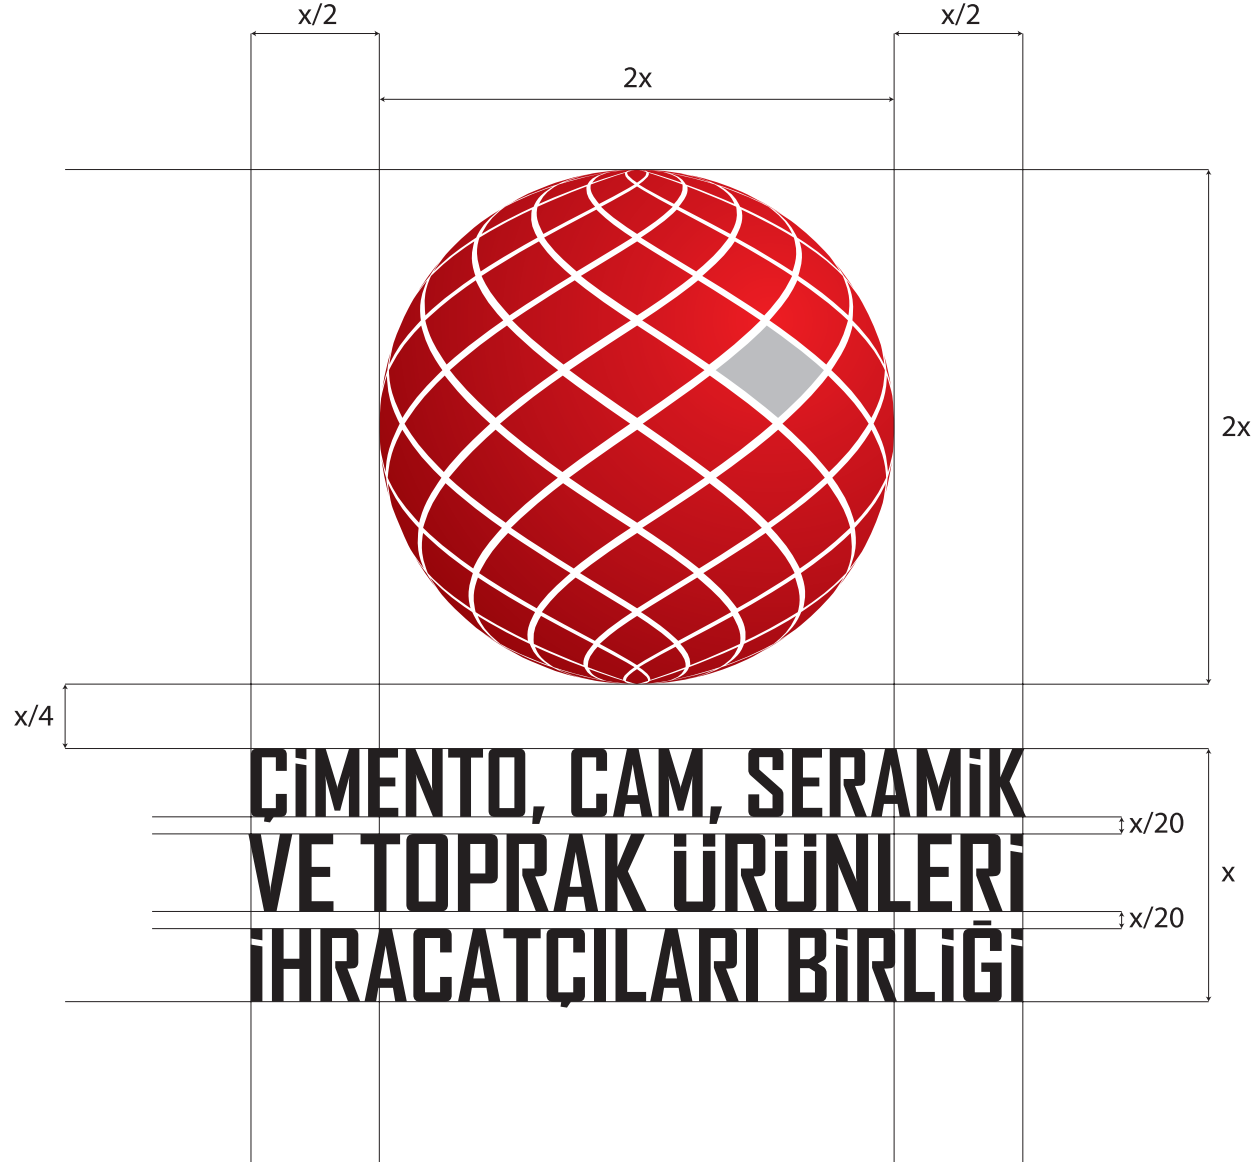 x/2
x/2
2x
2x
x/4
ÇİMENTO, CAM, SERAMİK
x/20
VE TOPRAK ÜRÜNLERİ
x
x/20
İHRACATÇILARI BİRLİĞİ